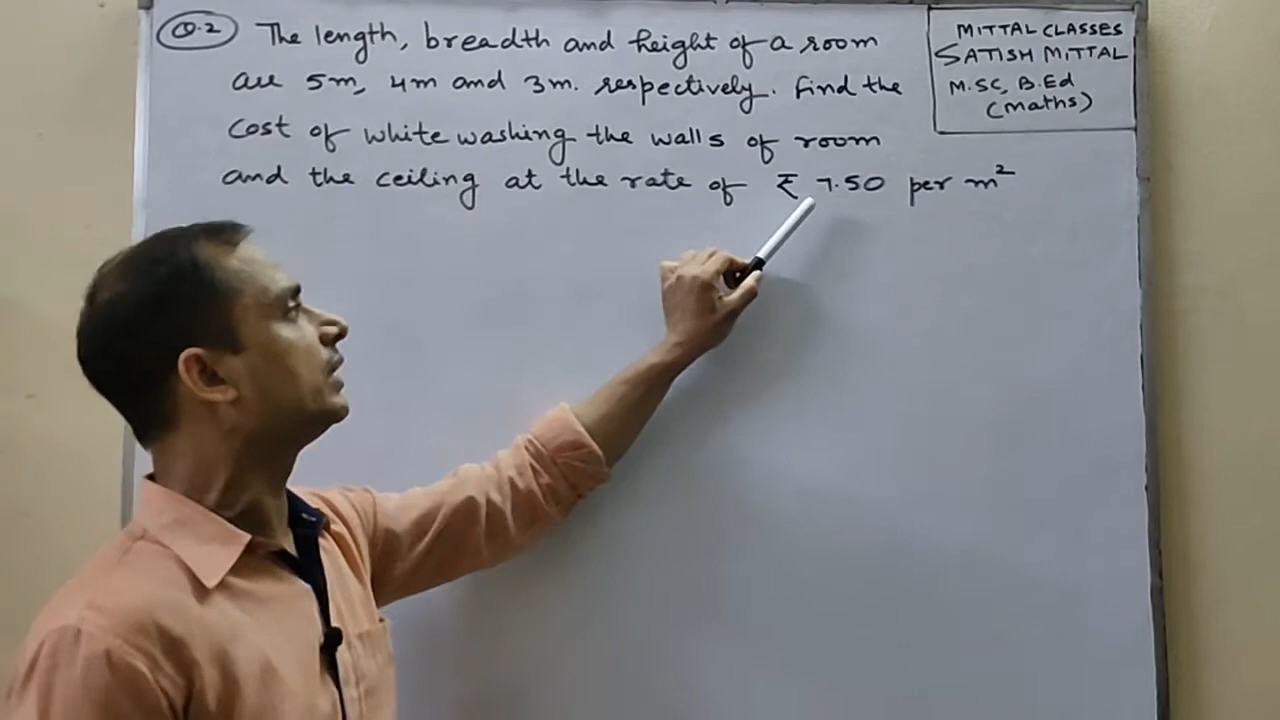 Q.2 The length, breadth and height of a room
are 5m, 4m and 3m. respectively. Find the
cost of white washing the walls of room
and the ceiling at the rate of ₹ 7.50 per m²
MITTAL CLASSES
SATISH MITTAL
M.SC, B.Ed
(maths)